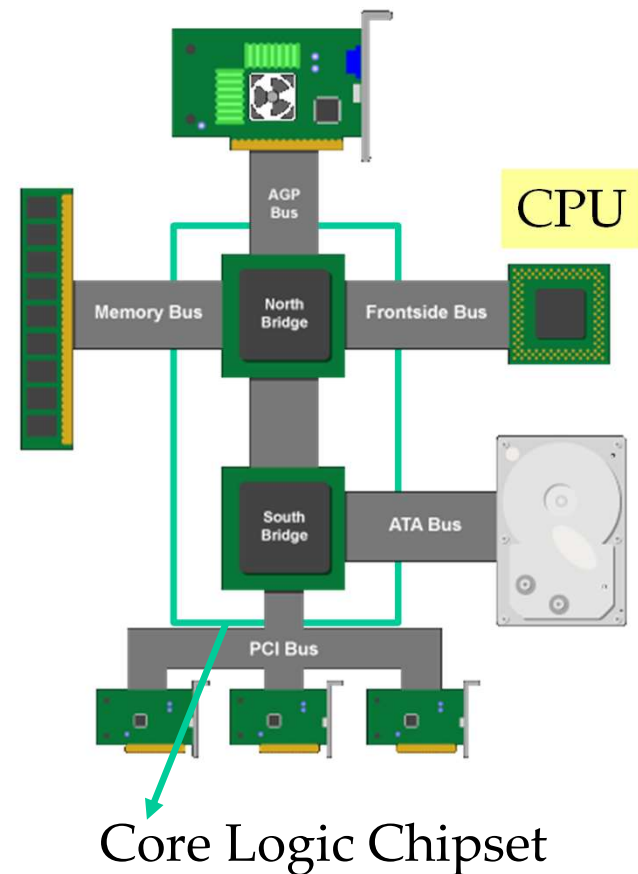 AGP
Bus
CPU
Memory Bus
North
Bridge
Frontside Bus
South
Bridge
ATA Bus
PCI Bus
Core Logic Chipset